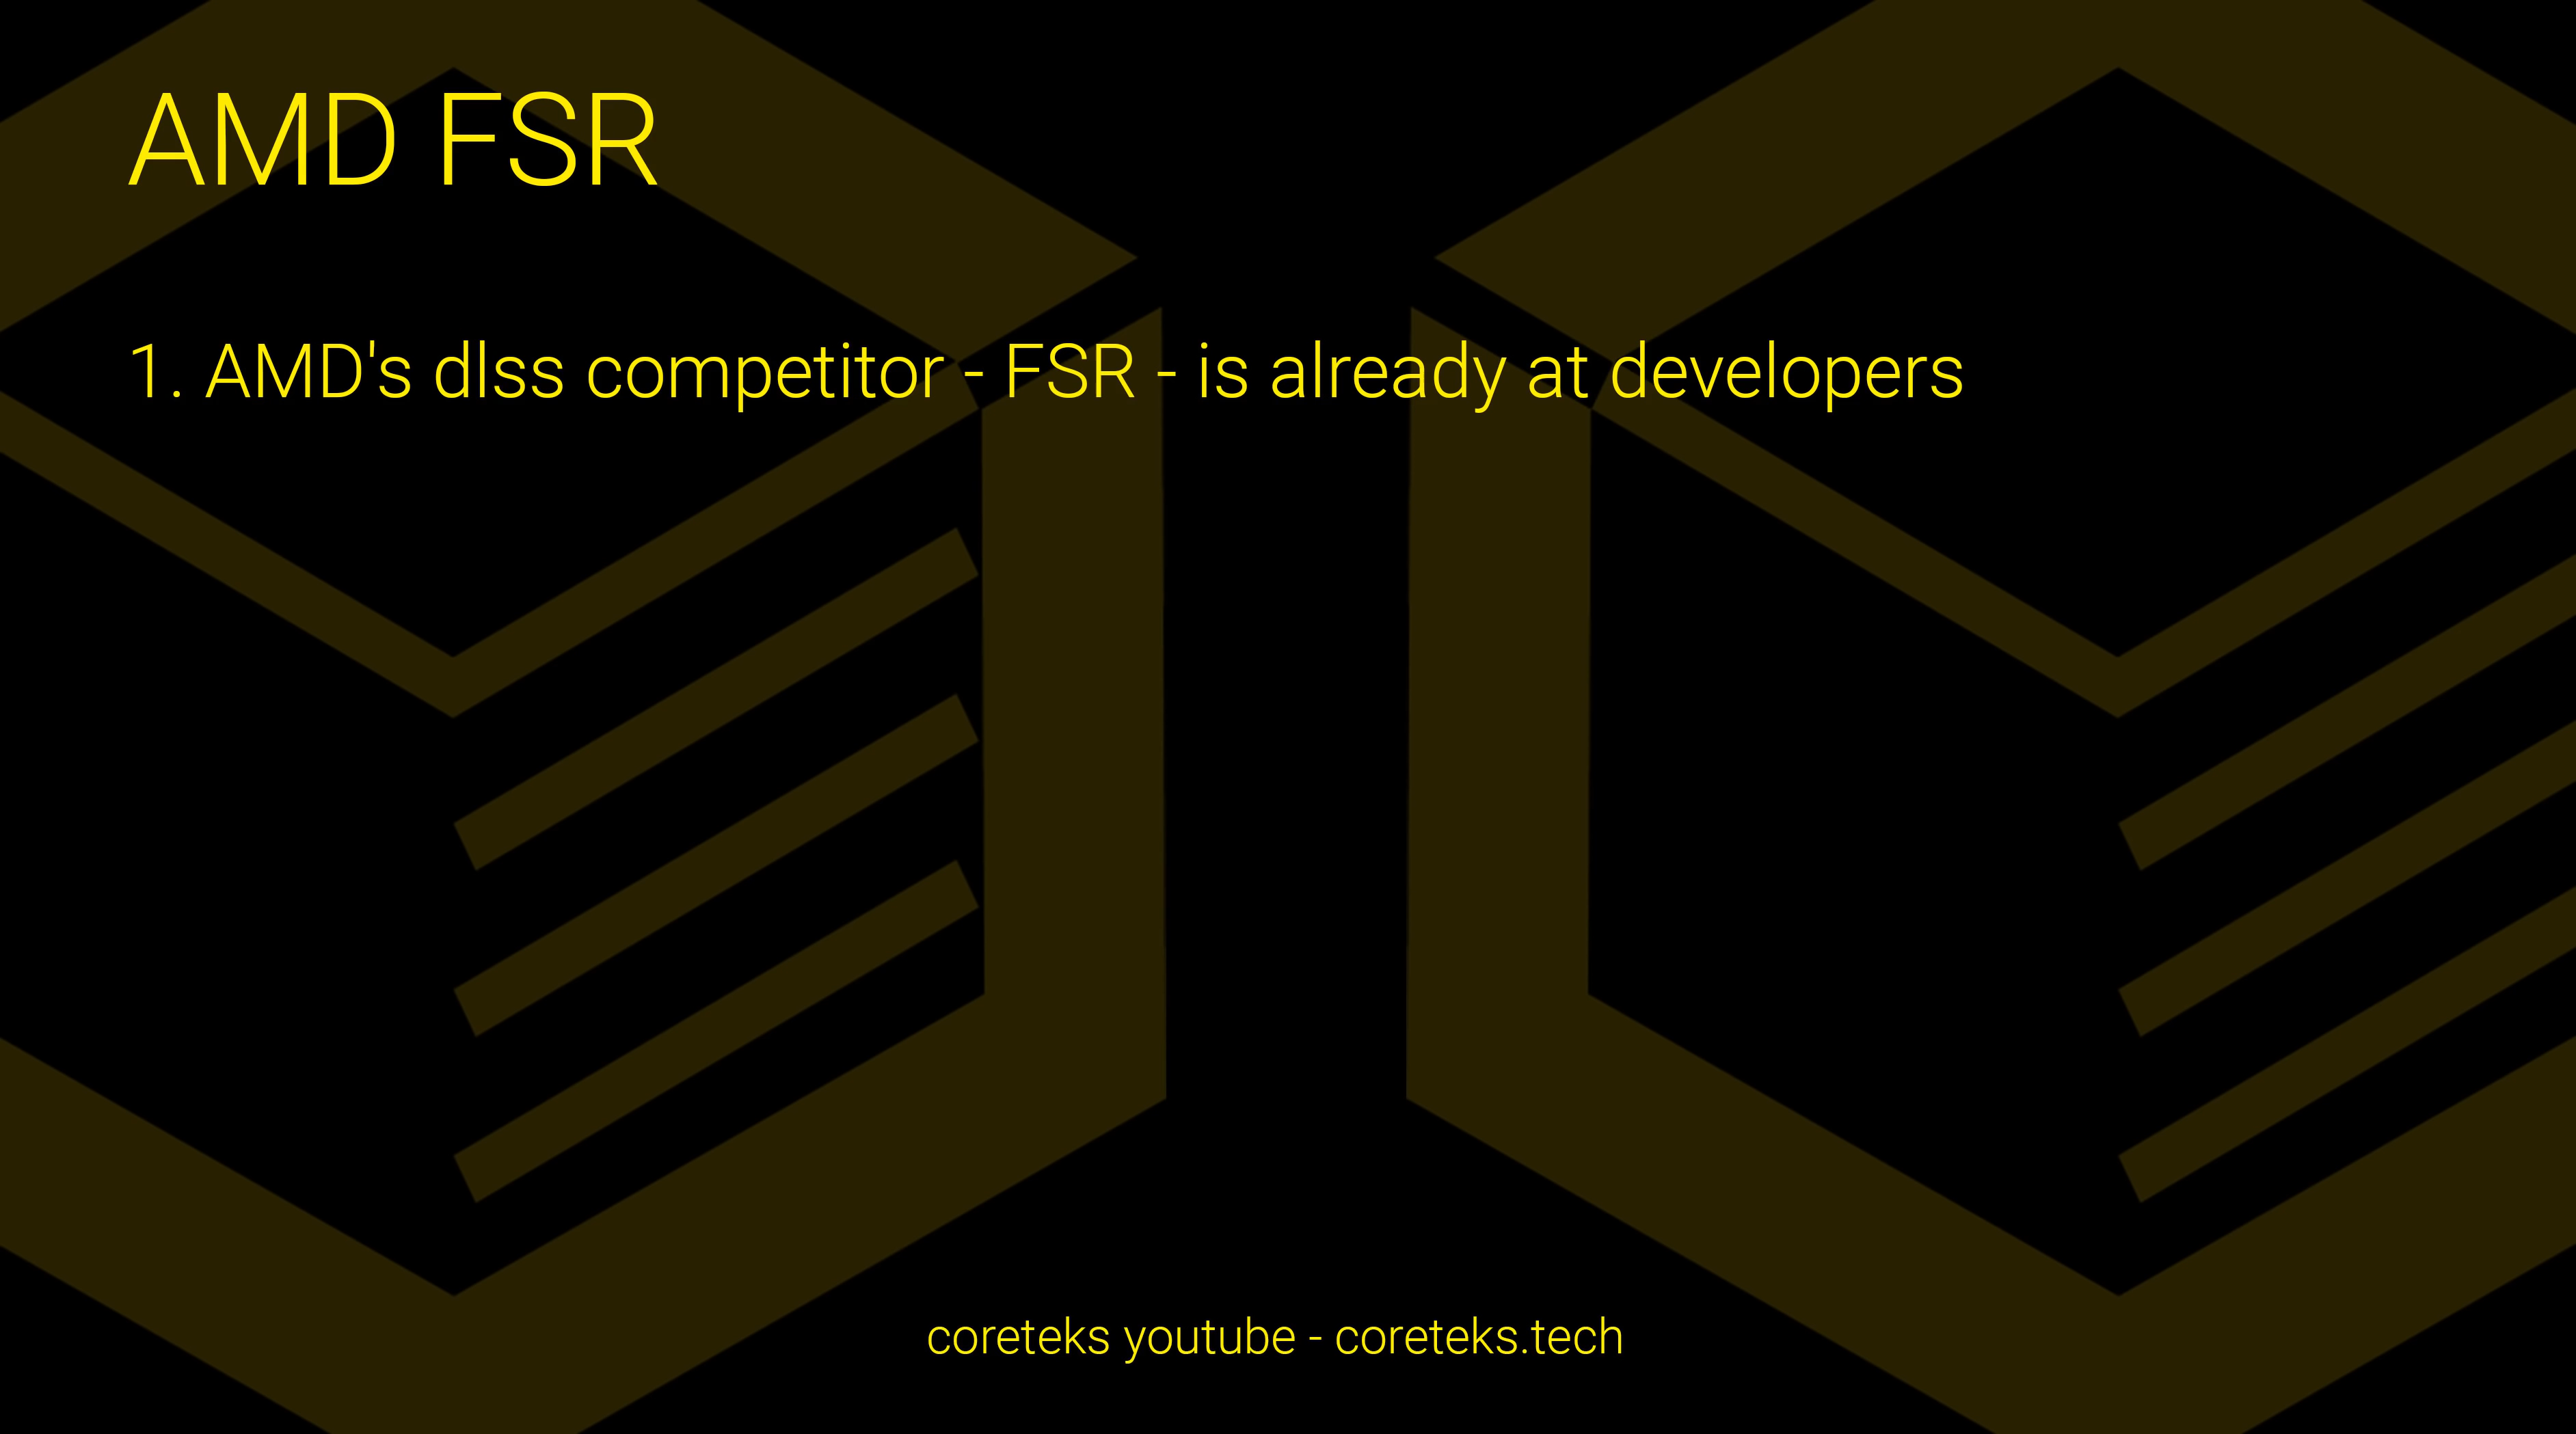 AMD FSR
1. AMD's dlss competitor - FSR - is already at developers
coreteks youtube - coreteks.tech